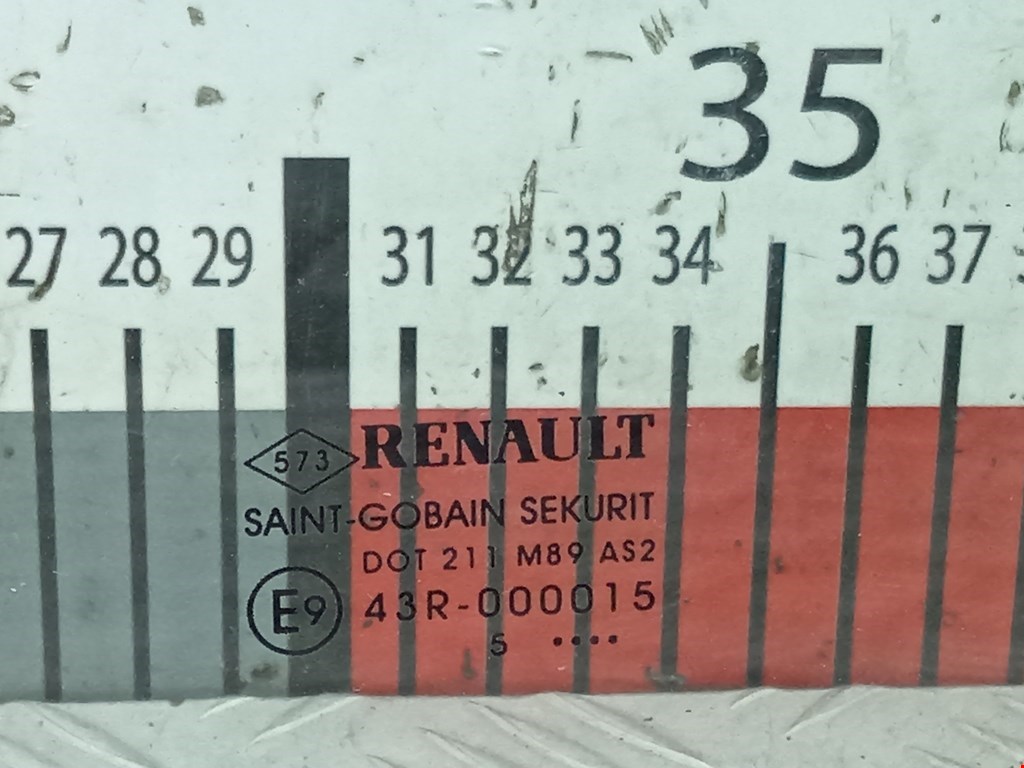 35
27 28 29 31 32 33 34 36 37
573 RENAULT
SAINT-GOBAIN SEKURIT
DOT 211 M89 AS2
E9 43R-000015
5 ....